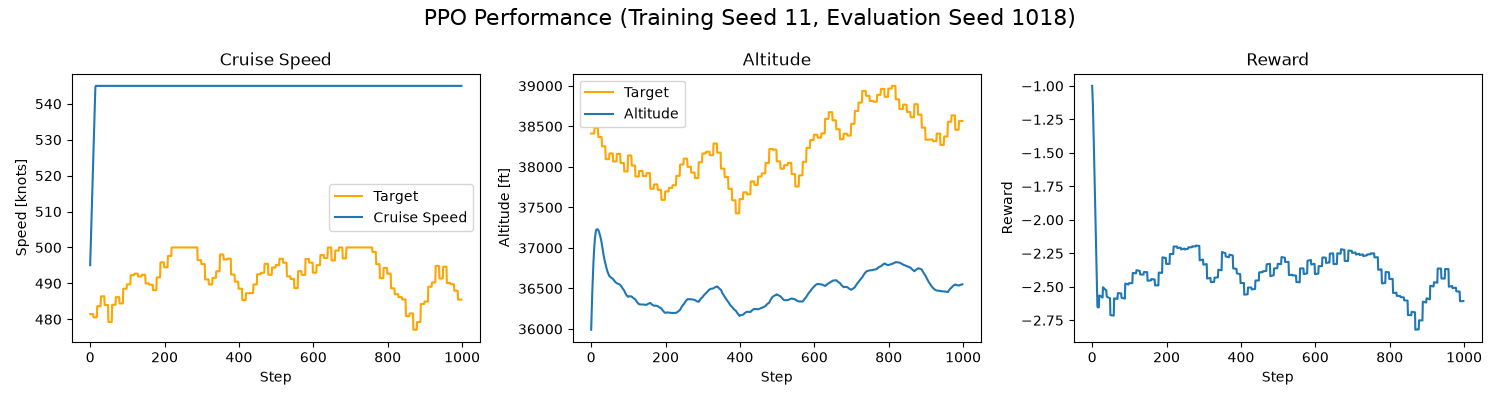 PPO Performance (Training Seed 11, Evaluation Seed 1018)
Cruise Speed
Speed [knots]
540
530
520
510
500
490
480
0 200 400 600 800 1000
Step
Target
Cruise Speed
Altitude
Altitude [ft]
39000
38500
38000
37500
37000
36500
36000
0 200 400 600 800 1000
Step
Target
Altitude
Reward
Reward
−1.00
−1.25
−1.50
−1.75
−2.00
−2.25
−2.50
−2.75
0 200 400 600 800 1000
Step